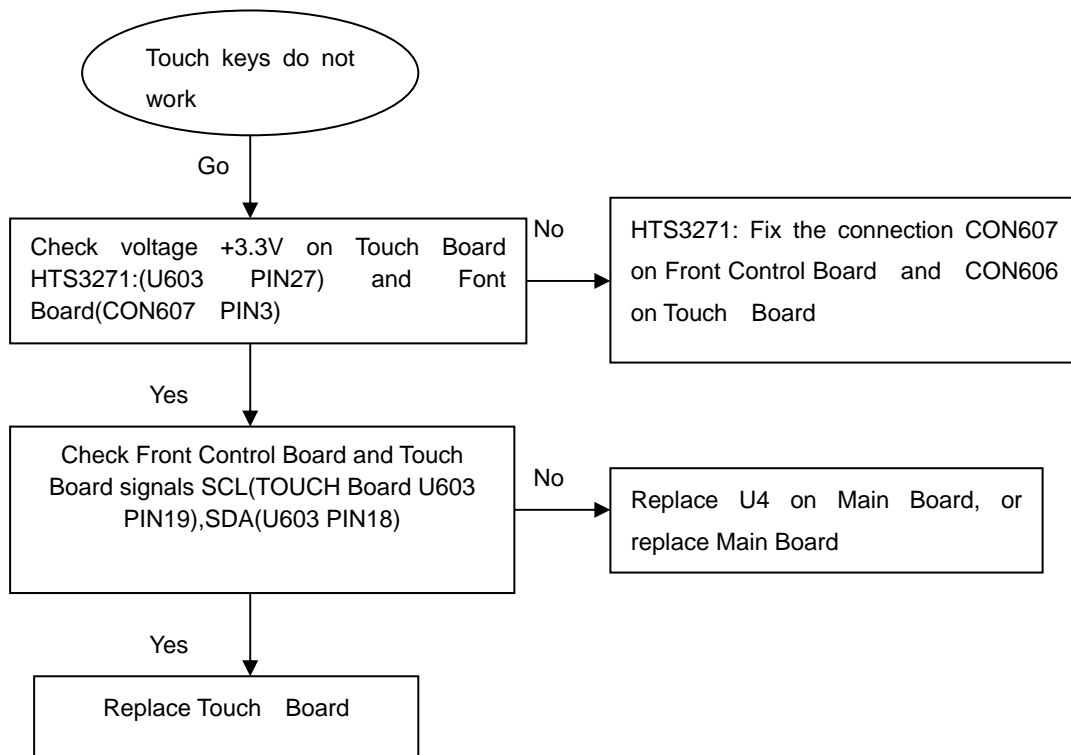 Touch keys do not
work
Go
Check voltage +3.3V on Touch Board
HTS3271:(U603 PIN27) and Font
Board(CON607 PIN3)
No
HTS3271: Fix the connection CON607
on Front Control Board and CON606
on Touch Board
Yes
Check Front Control Board and Touch
Board signals SCL(TOUCH Board U603
PIN19),SDA(U603 PIN18)
No
Replace U4 on Main Board, or
replace Main Board
Yes
Replace Touch Board